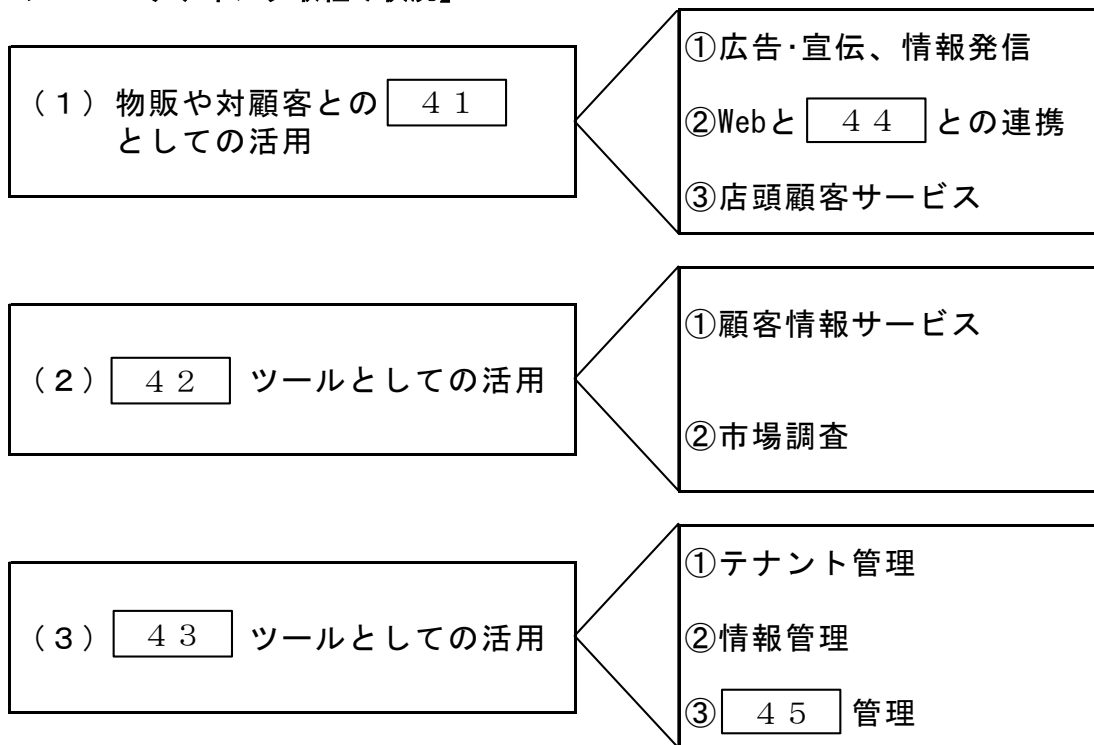 (1)物販や対顧客との 41
としての活用
①広告・宣伝、情報発信
②Webと 44 との連携
③店頭顧客サービス
(2) 42 ツールとしての活用
①顧客情報サービス
②市場調査
(3) 43 ツールとしての活用
①テナント管理
②情報管理
③ 45 管理